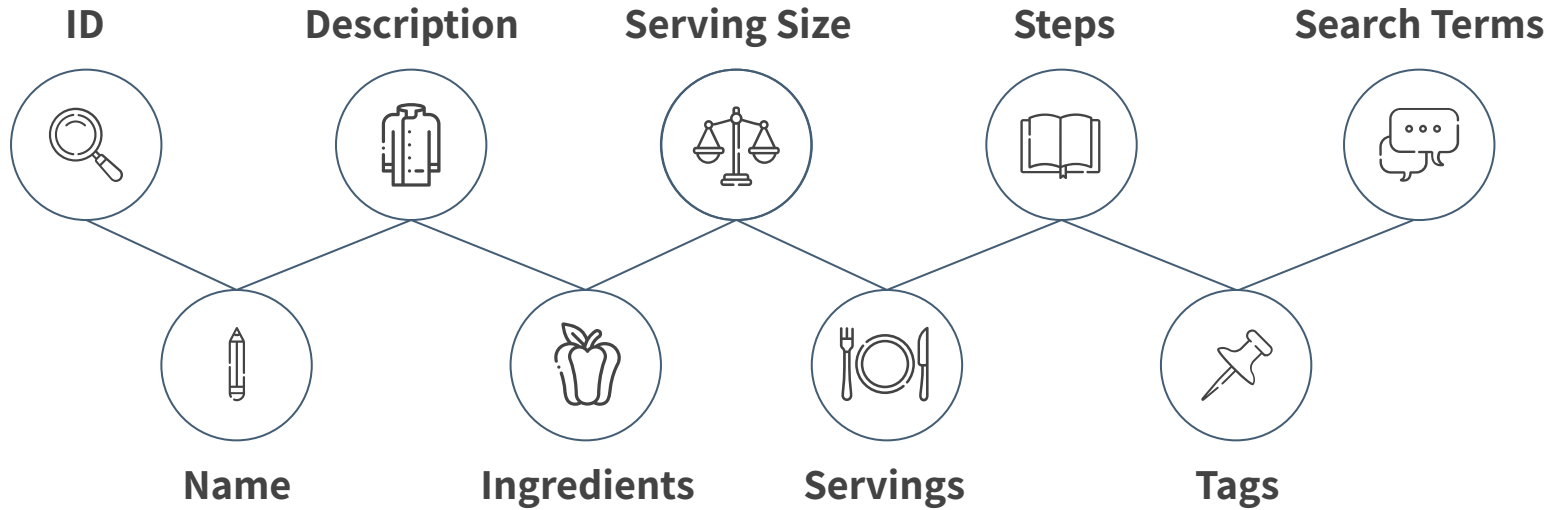 ID
Description
Serving Size
Steps
Search Terms
Name
Ingredients
Servings
Tags